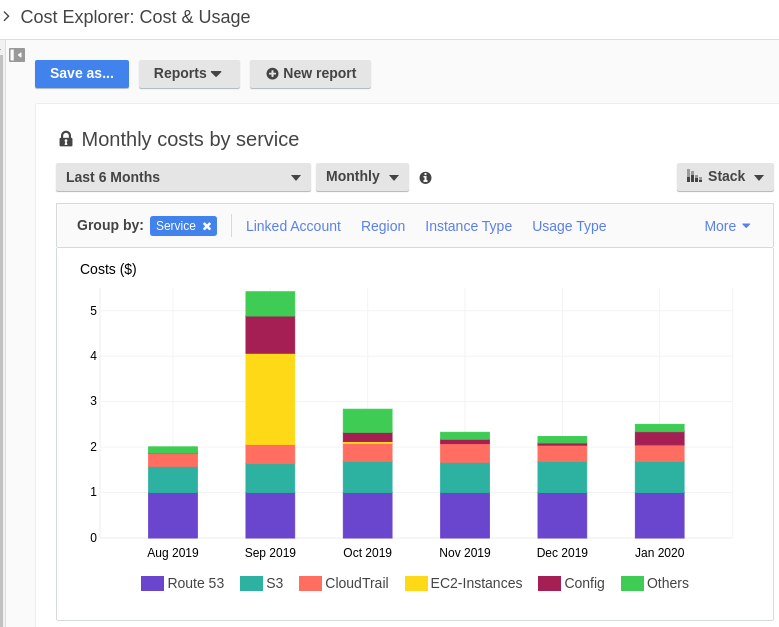 Cost Explorer: Cost & Usage
Save as... Reports New report
Monthly costs by service
Last 6 Months Monthly Stack
Group by: Service Linked Account Region Instance Type Usage Type More
Costs ($)
5
4
3
2
1
0
Aug 2019 Sep 2019 Oct 2019 Nov 2019 Dec 2019 Jan 2020
Route 53 S3 CloudTrail EC2-Instances Config Others